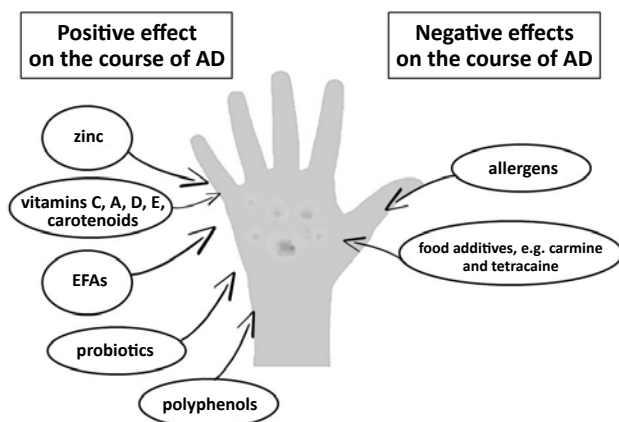 Positive effect
on the course of AD
Negative effects
on the course of AD
zinc
vitamins C, A, D, E,
carotenoids
EFAs
probiotics
polyphenols
allergens
food additives, e.g. carmine
and tetracaine